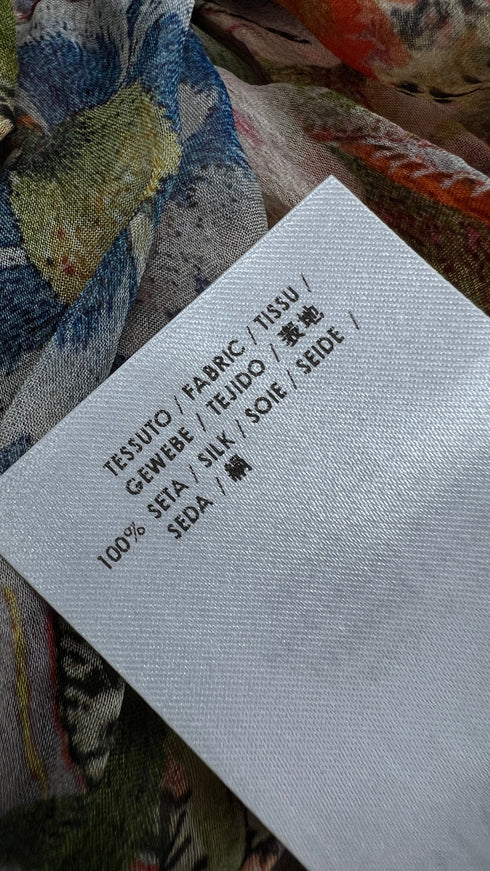 TESSUTO / FABRIC / TISSU /
GEWEBE / TEJIDO / 表地
100% SETA / SILK / SOIE / SEIDE /
SEDA / 絹